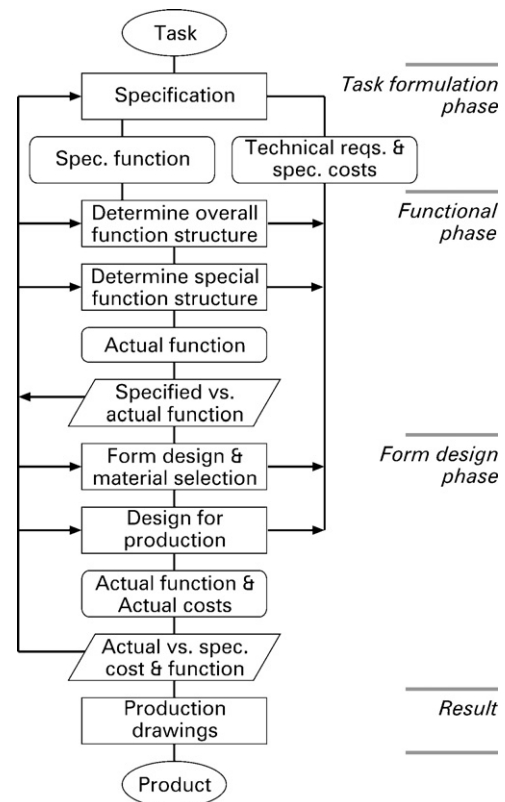 Task
Specification
Task formulation
phase
Spec. function
Technical reqs. &
spec. costs
Determine overall
function structure
Functional
phase
Determine special
function structure
Actual function
Specified vs.
actual function
Form design &
material selection
Form design
phase
Design for
production
Actual function &
Actual costs
Actual vs. spec.
cost & function
Production
drawings
Result
Product